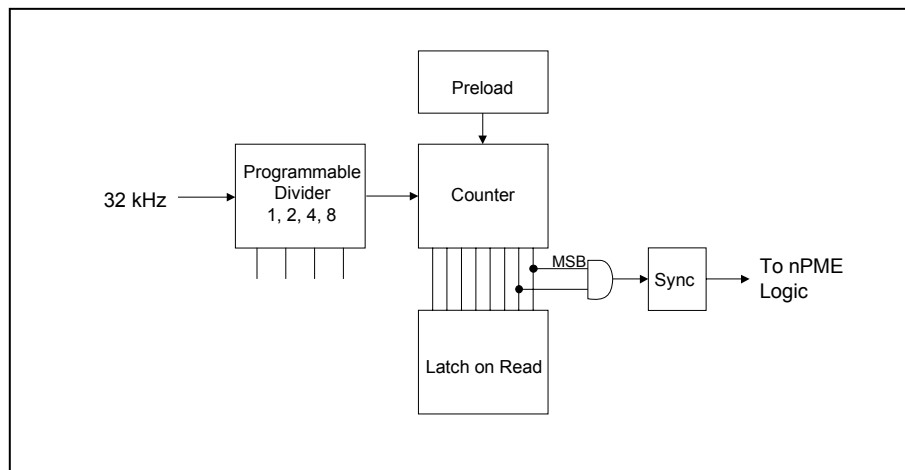 Preload
32 kHz
Programmable
Divider
1, 2, 4, 8
Counter
MSB
Sync
To nPME
Logic
Latch on Read